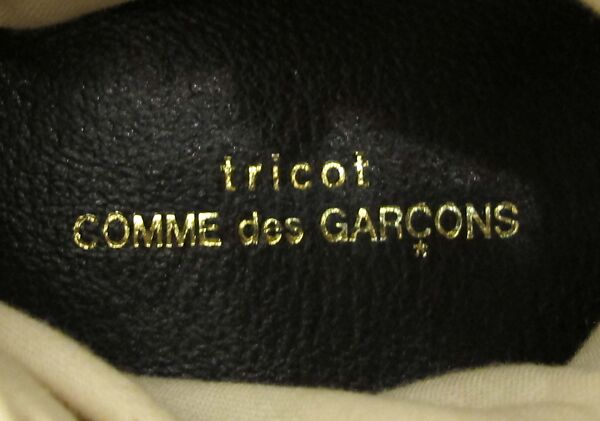 tricot
COMME des GARÇONS
*